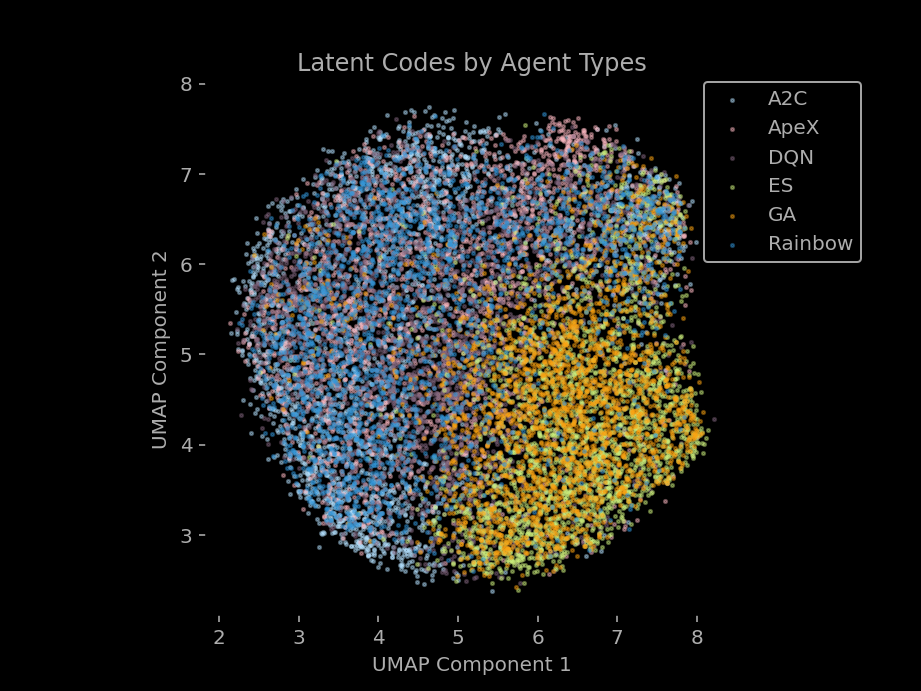 Latent Codes by Agent Types
A2C
ApeX
DQN
ES
GA
Rainbow
8
7
6
5
4
3
UMAP Component 2
2 3 4 5 6 7 8
UMAP Component 1